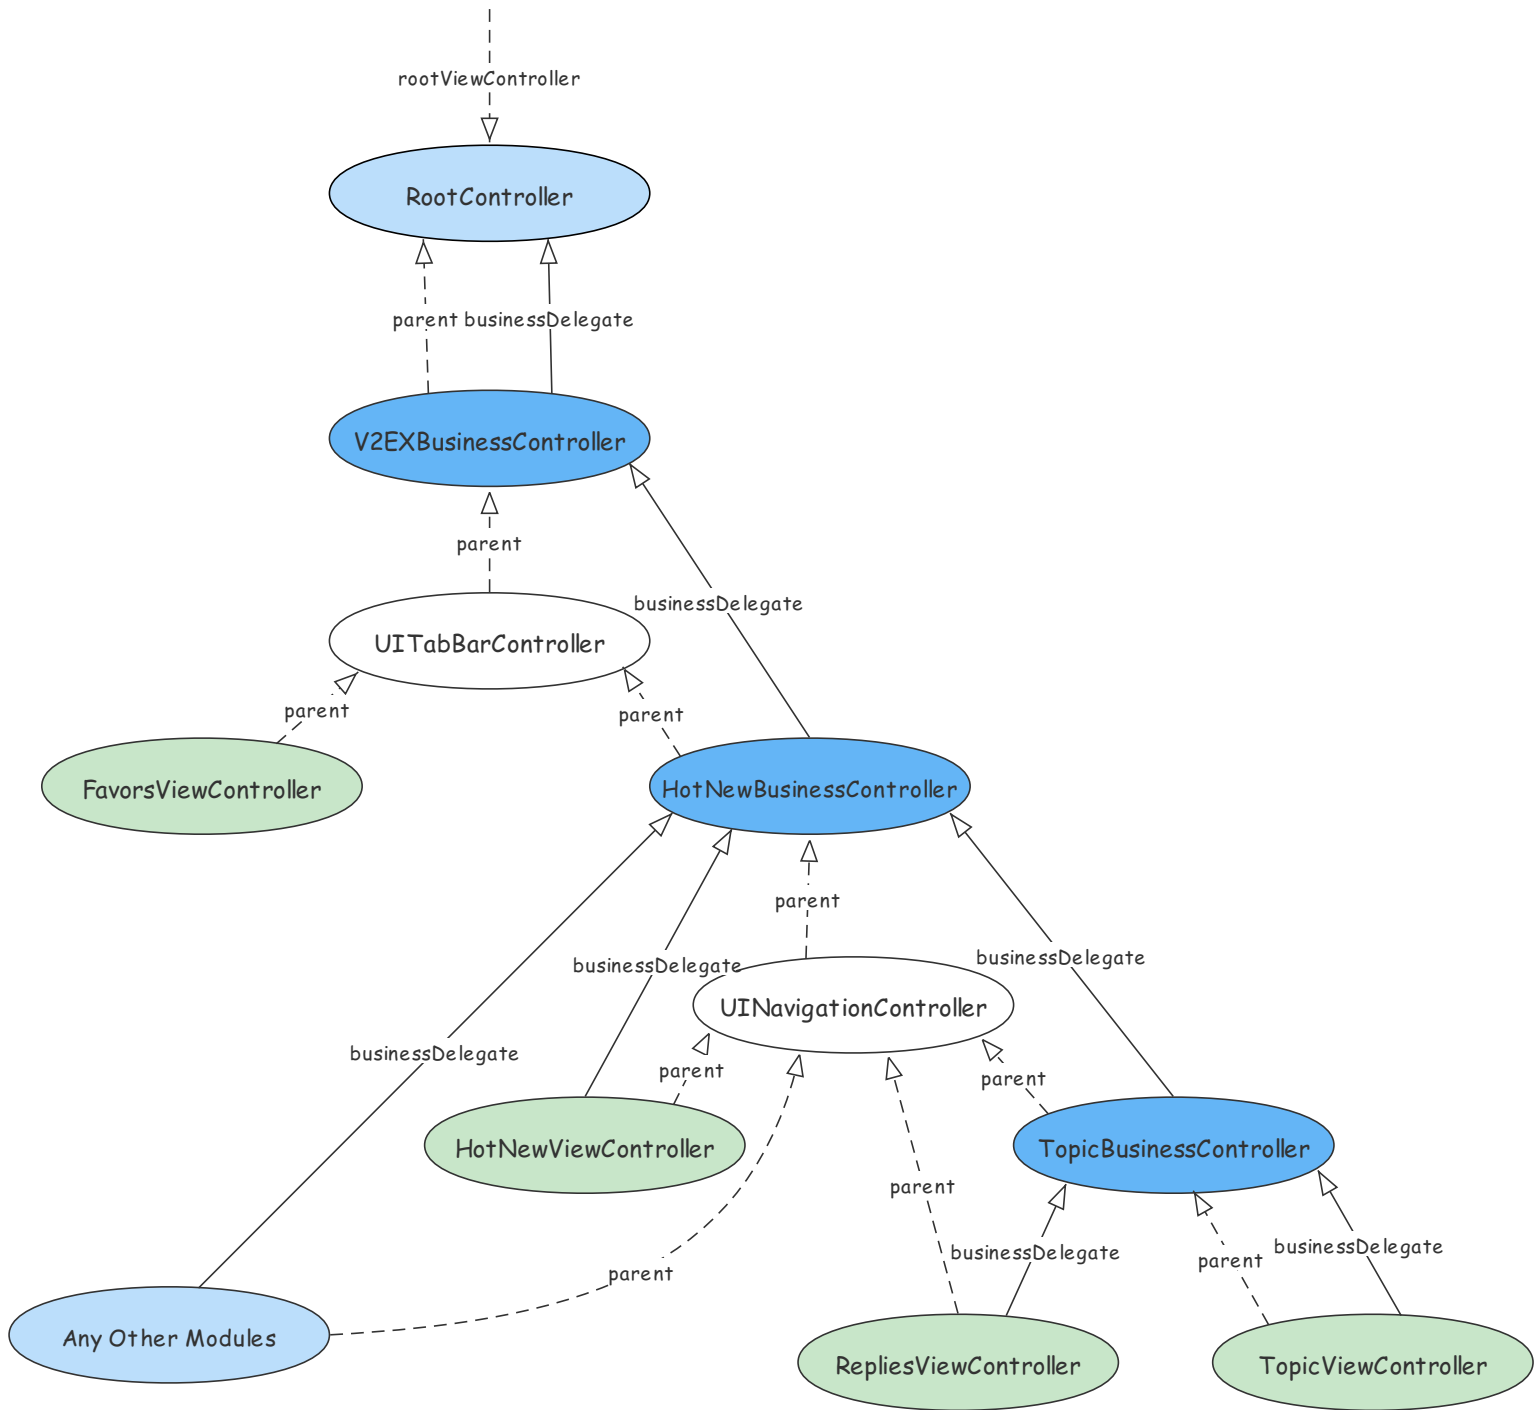 rootViewController
RootController
parent
businessDelegate
V2EXBusinessController
parent
businessDelegate
UITabBarController
parent
parent
FavorsViewController
HotNewBusinessController
parent
businessDelegate
businessDelegate
UINavigationController
businessDelegate
parent
parent
HotNewViewController
TopicBusinessController
parent
businessDelegate
businessDelegate
parent
parent
Any Other Modules
RepliesViewController
TopicViewController